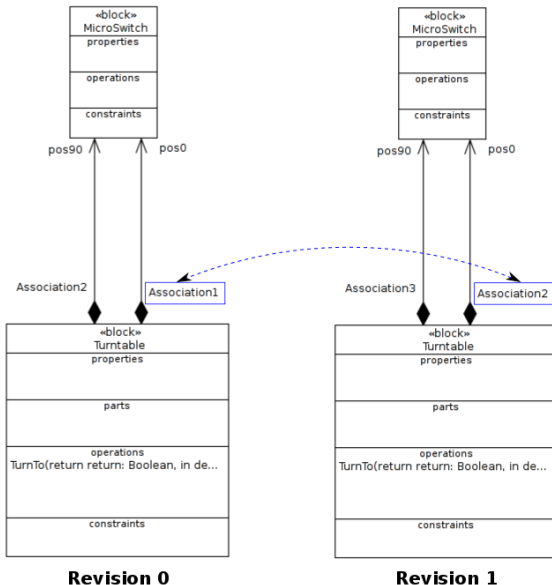 «block»
MicroSwitch
properties
operations
constraints
pos90
pos0
Association2
Association1
«block»
Turntable
properties
parts
operations
TurnTo(return return: Boolean, in de...
constraints
Revision 0
«block»
MicroSwitch
properties
operations
constraints
pos90
pos0
Association3
Association2
«block»
Turntable
properties
parts
operations
TurnTo(return return: Boolean, in de...
constraints
Revision 1